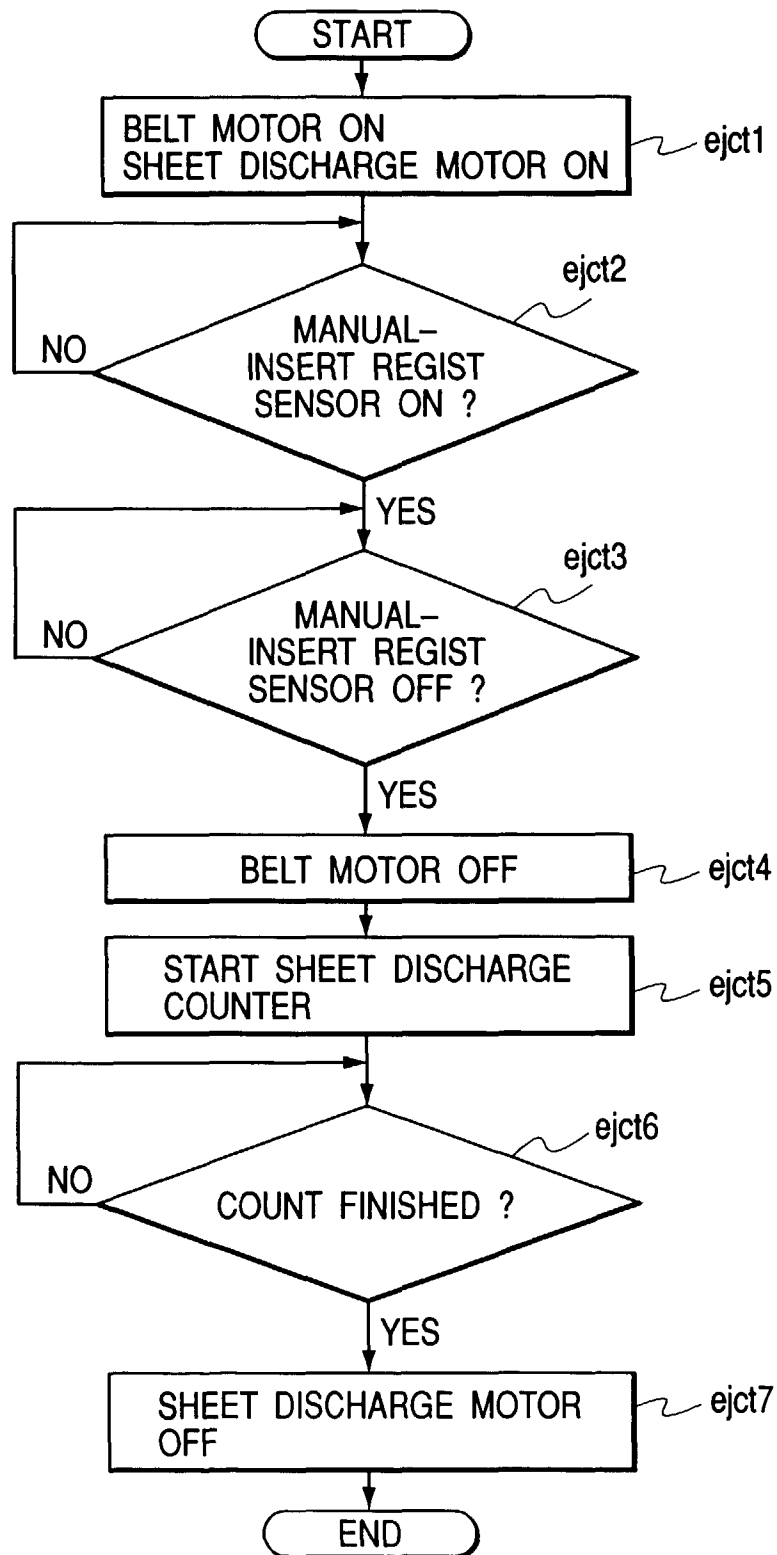 START
BELT MOTOR ON
SHEET DISCHARGE MOTOR ON
ejct1
ejct2
MANUAL-
INSERT REGIST
SENSOR ON ?
NO
YES
ejct3
MANUAL-
INSERT REGIST
SENSOR OFF ?
NO
YES
BELT MOTOR OFF
ejct4
START SHEET DISCHARGE
COUNTER
ejct5
ejct6
COUNT FINISHED ?
NO
YES
SHEET DISCHARGE MOTOR
OFF
ejct7
END